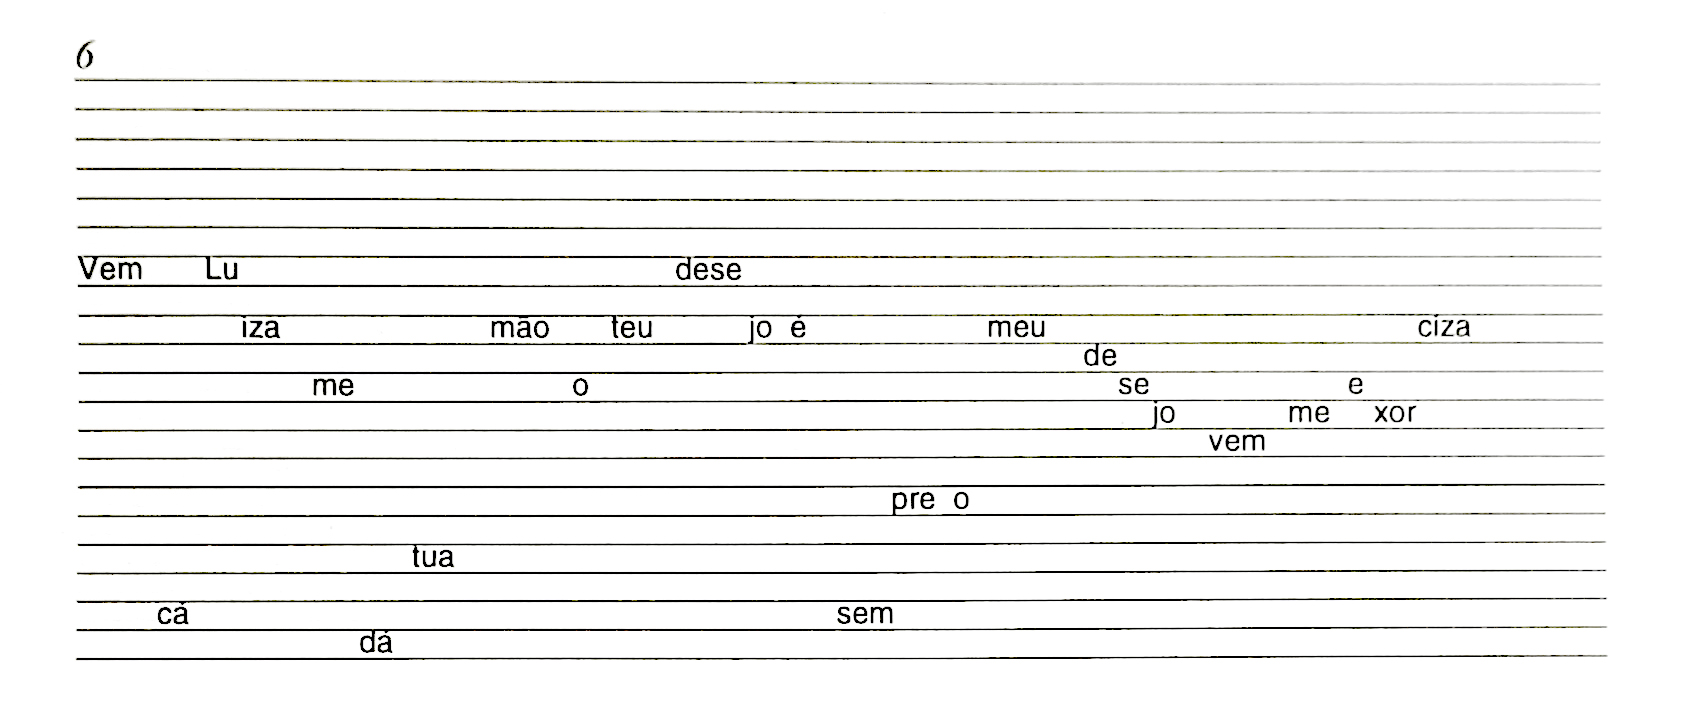 6
Vem Lu dese
iza mão teu jo é meu ciza
de
me o se e
jo me xor
vem
pre o
tua
cá sem
dá